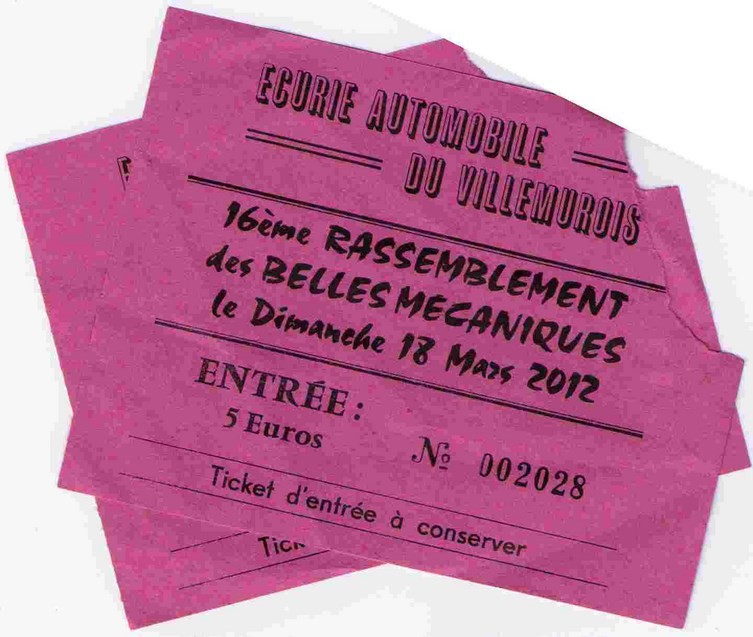 ECURIE AUTOMOBILE
DU VILLEMUROIS
16ème RASSEMBLEMENT
des BELLES MECANIQUES
le Dimanche 18 Mars 2012
ENTRÉE :
5 Euros
№ 002028
Ticket d'entrée à conserver